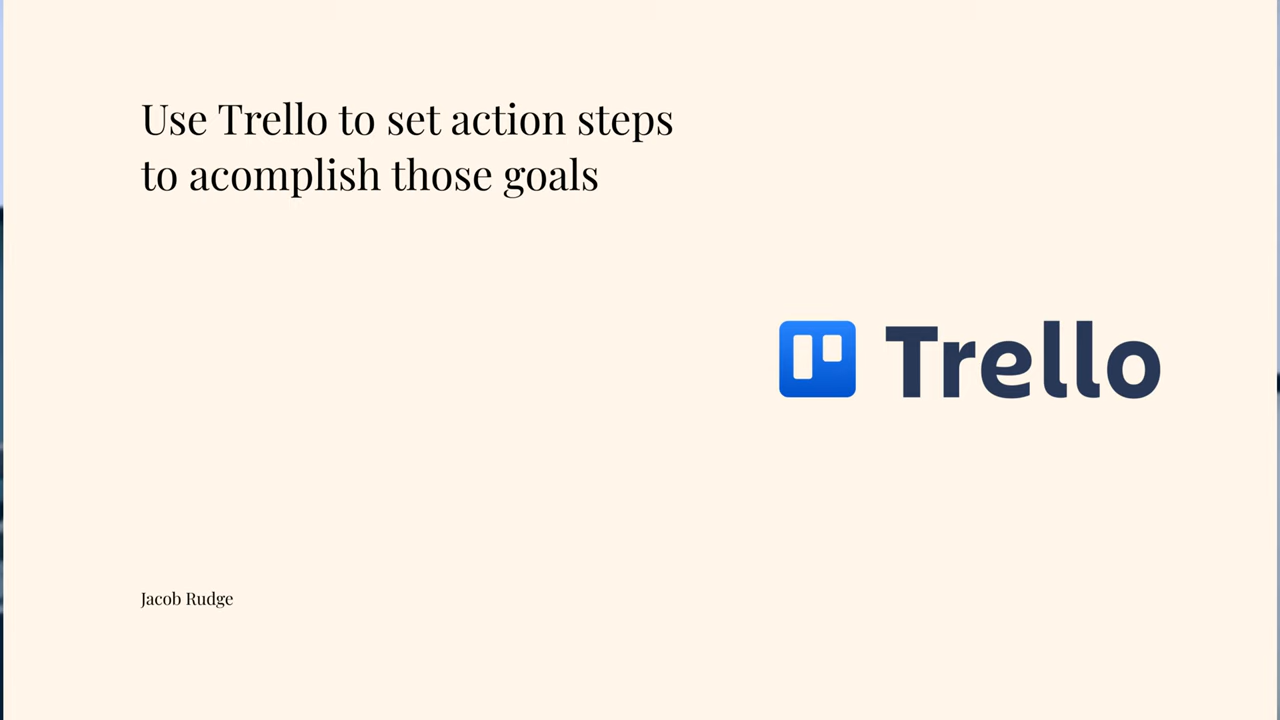 Use Trello to set action steps
to acomplish those goals
Trello
Jacob Rudge